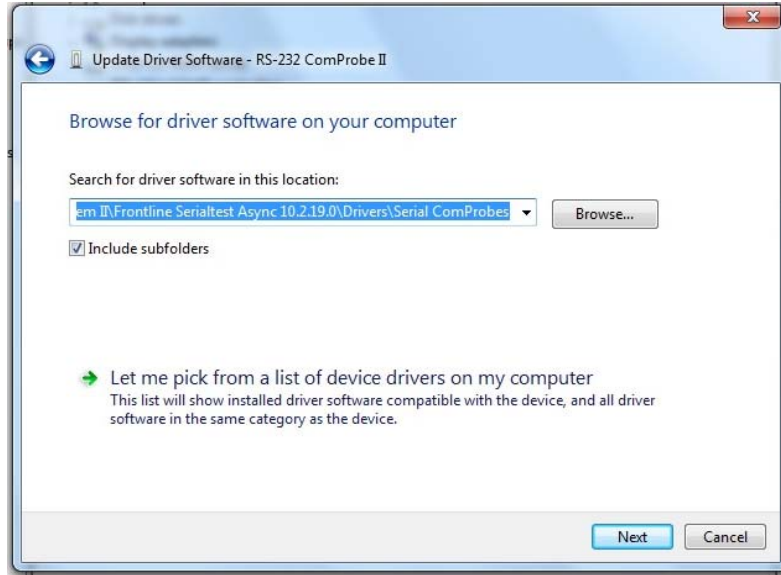 Update Driver Software - RS-232 ComProbe II
Browse for driver software on your computer
Search for driver software in this location:
em II\Frontline Serialtest Async 10.2.19.0\Drivers\Serial ComProbes
Browse...
Include subfolders
Let me pick from a list of device drivers on my computer
This list will show installed driver software compatible with the device, and all driver
software in the same category as the device.
Next
Cancel